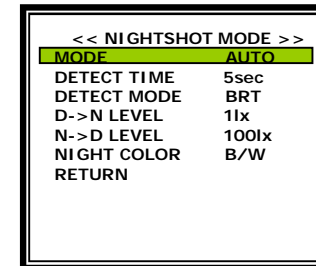 << NIGHTSHOT MODE >>
MODE AUTO
DETECT TIME 5sec
DETECT MODE BRT
D->N LEVEL 1lx
N->D LEVEL 100lx
NIGHT COLOR B/W
RETURN